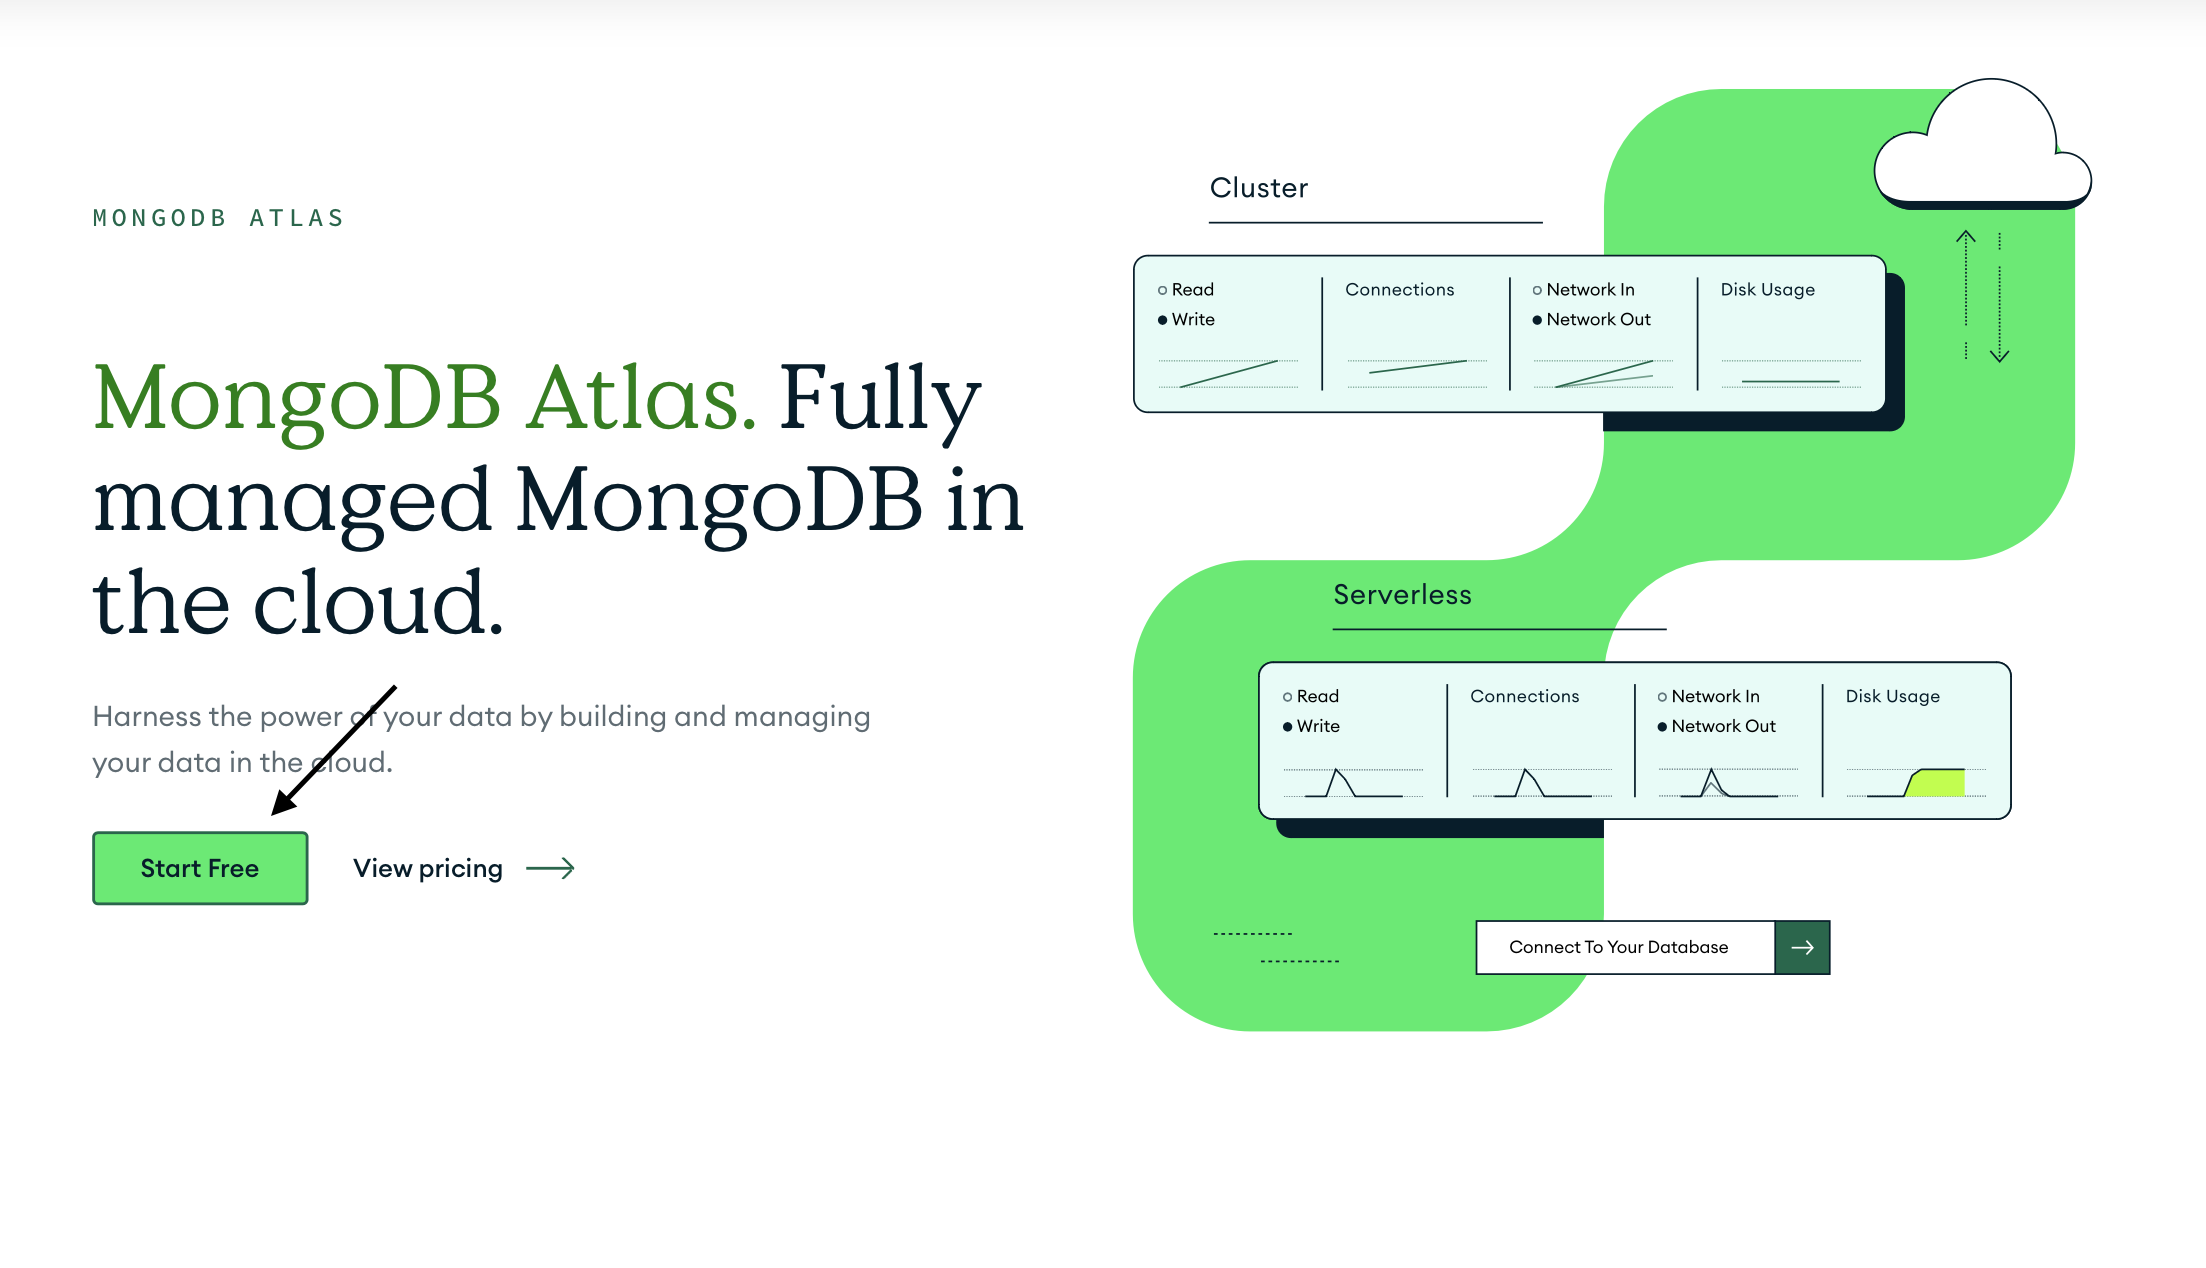 MONGODB ATLAS
MongoDB Atlas. Fully
managed MongoDB in
the cloud.
Harness the power of your data by building and managing
your data in the cloud.
Start Free
View pricing
Cluster
Read
Write
Connections
Network In
Network Out
Disk Usage
Serverless
Read
Write
Connections
Network In
Network Out
Disk Usage
Connect To Your Database